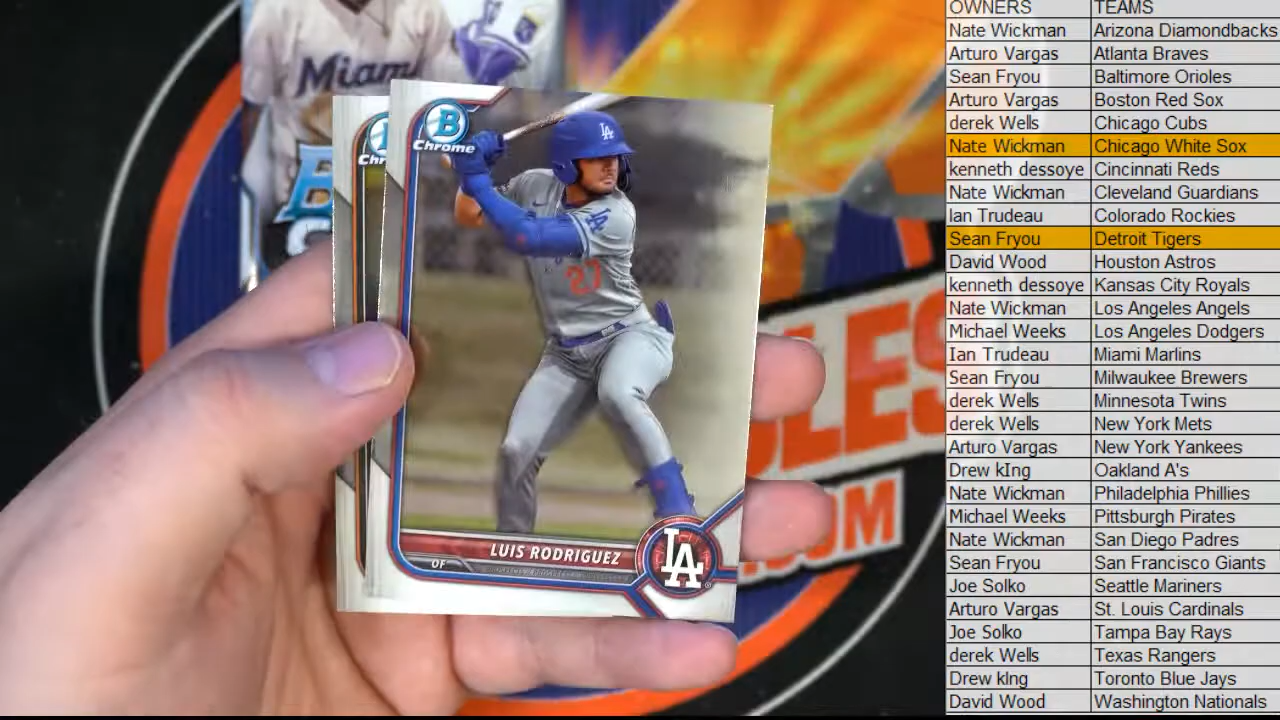 Miami
B
Chrome
Chr
LA
LA
27
LUIS RODRIGUEZ
OF
LA
LES
.COM
OWNERS TEAMS
Nate Wickman Arizona Diamondbacks
Arturo Vargas Atlanta Braves
Sean Fryou Baltimore Orioles
Arturo Vargas Boston Red Sox
derek Wells Chicago Cubs
Nate Wickman Chicago White Sox
kenneth dessoye Cincinnati Reds
Nate Wickman Cleveland Guardians
Ian Trudeau Colorado Rockies
Sean Fryou Detroit Tigers
David Wood Houston Astros
kenneth dessoye Kansas City Royals
Nate Wickman Los Angeles Angels
Michael Weeks Los Angeles Dodgers
Ian Trudeau Miami Marlins
Sean Fryou Milwaukee Brewers
derek Wells Minnesota Twins
derek Wells New York Mets
Arturo Vargas New York Yankees
Drew kIng Oakland A's
Nate Wickman Philadelphia Phillies
Michael Weeks Pittsburgh Pirates
Nate Wickman San Diego Padres
Sean Fryou San Francisco Giants
Joe Solko Seattle Mariners
Arturo Vargas St. Louis Cardinals
Joe Solko Tampa Bay Rays
derek Wells Texas Rangers
Drew kIng Toronto Blue Jays
David Wood Washington Nationals